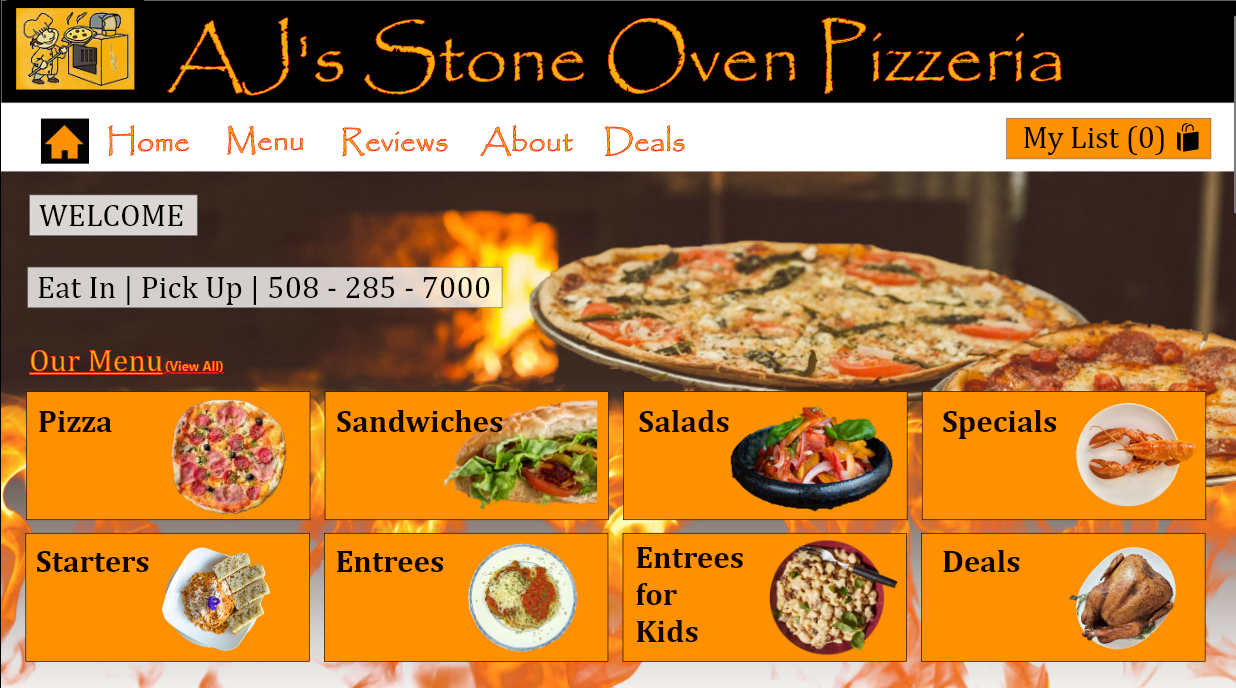 AJ's Stone Oven Pizzeria
Home Menu Reviews About Deals My List (0)
WELCOME
Eat In | Pick Up | 508 - 285 - 7000
Our Menu (View All)
Pizza Sandwiches Salads Specials
Starters Entrees Entrees
for
Kids
Deals